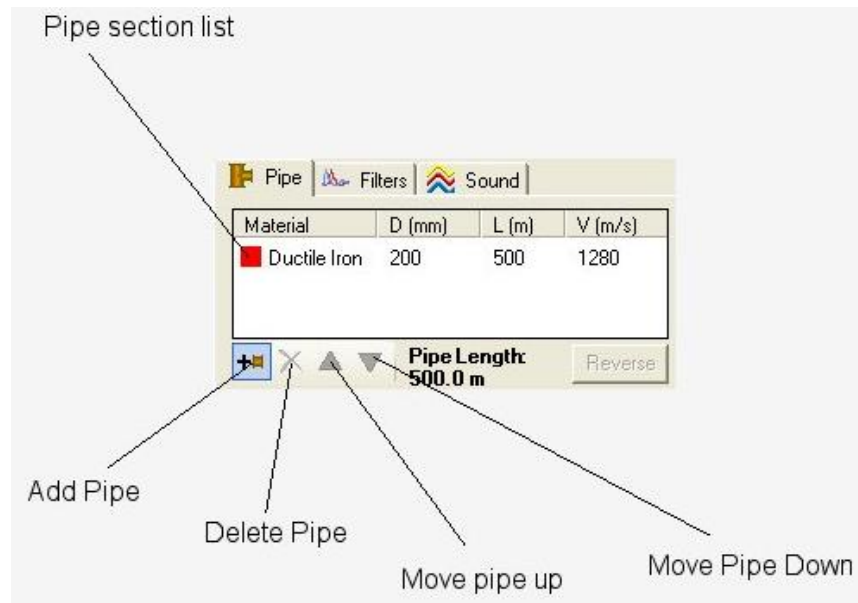 Pipe section list
Pipe Filters Sound
Material D (mm) L (m) V (m/s)
Ductile Iron 200 500 1280
Pipe Length: Reverse
500.0 m
Add Pipe
Delete Pipe
Move pipe up
Move Pipe Down